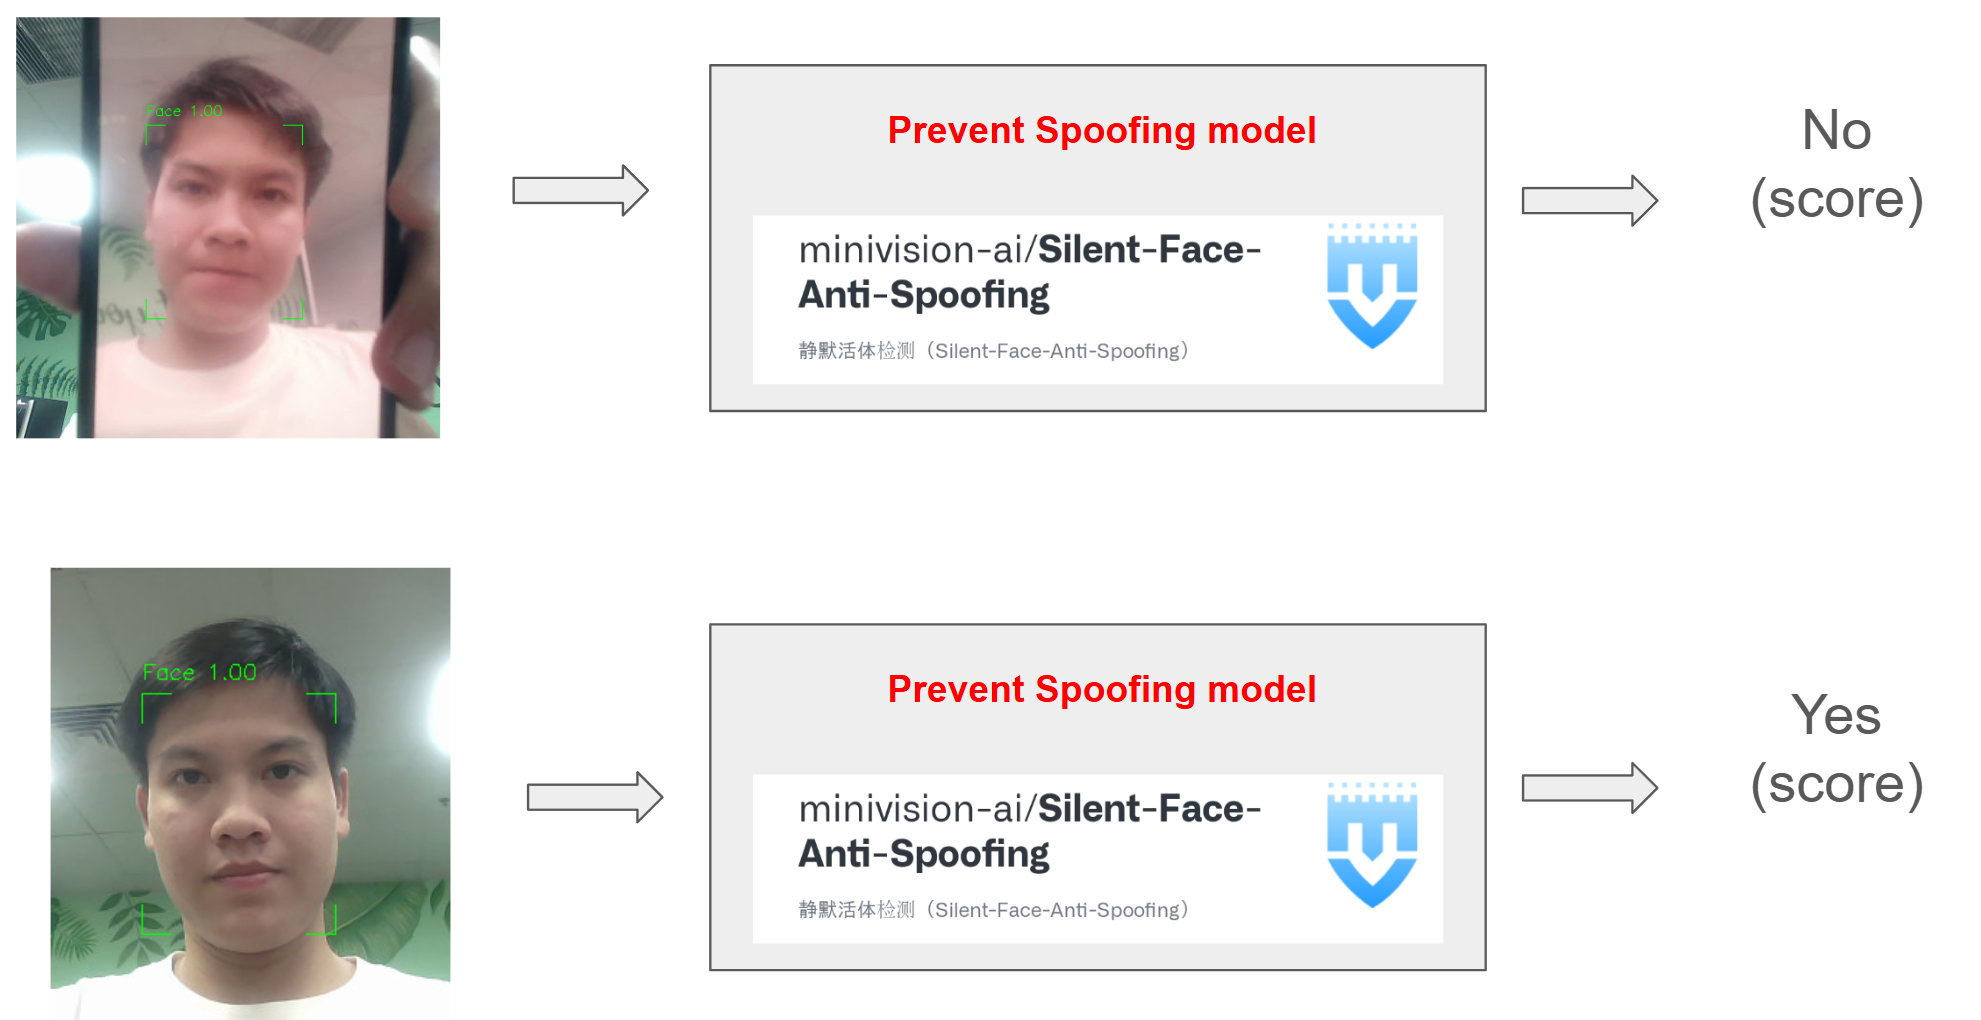 Face 1.00
Prevent Spoofing model
minivision-ai/Silent-Face-
Anti-Spoofing
静默活体检测（Silent-Face-Anti-Spoofing）
No
(score)
Face 1.00
Prevent Spoofing model
minivision-ai/Silent-Face-
Anti-Spoofing
静默活体检测（Silent-Face-Anti-Spoofing）
Yes
(score)